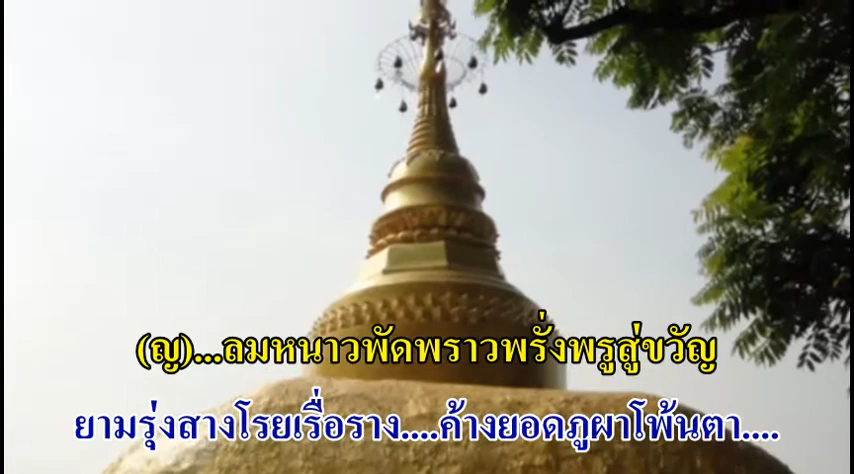 (ญ)...ลมหนาวพัดพราวพรั่งพรูสู่ขวัญ
ยามรุ่งสางโรยเรื่อราง....ค้างยอดภูผาโพ้นตา....